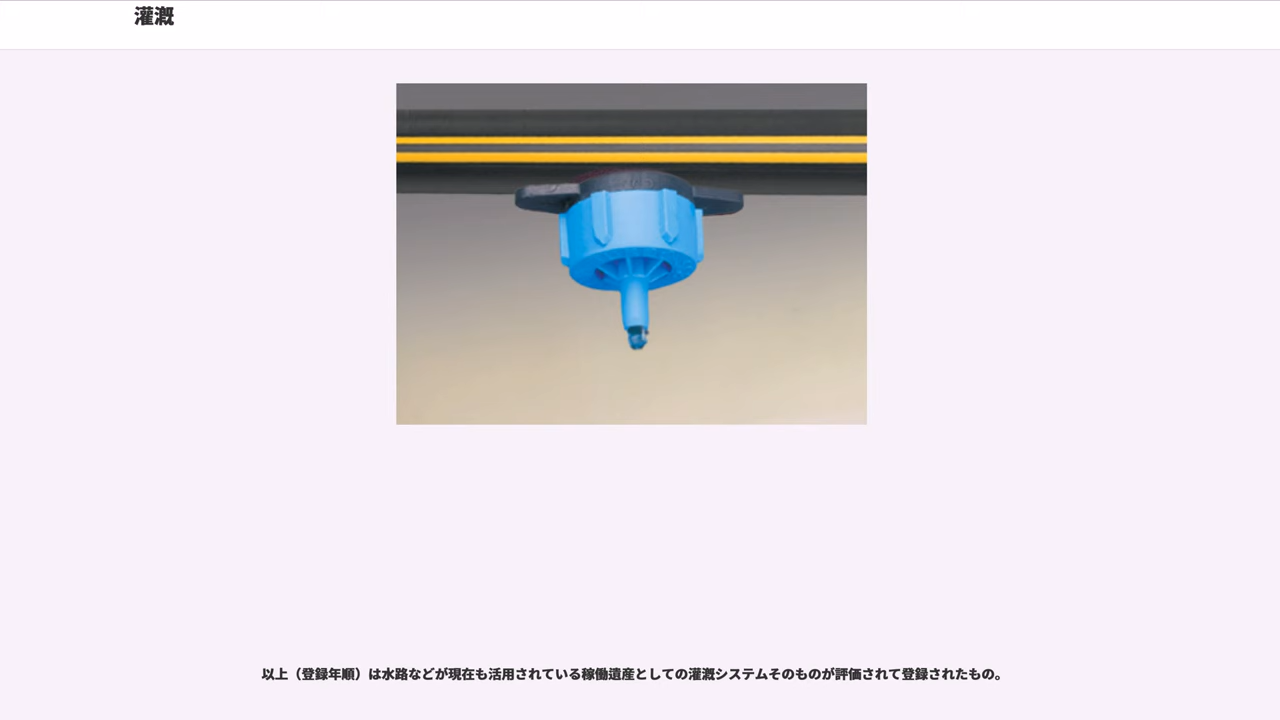 灌漑
以上（登録年順）は水路などが現在も活用されている稼働遺産としての灌漑システムそのものが評価されて登録されたもの。